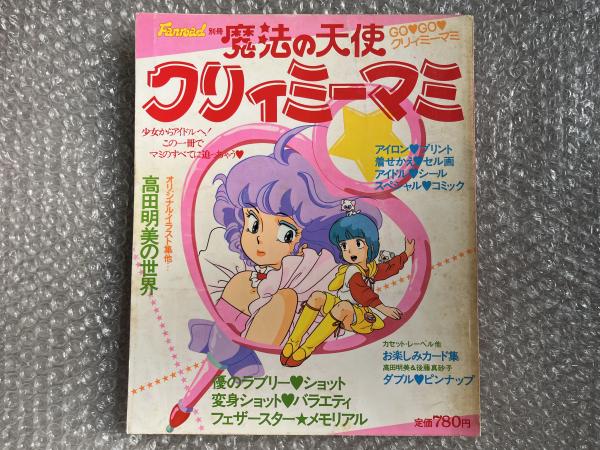 Fanroad 別冊
魔法の天使
GO♥GO♥
クリィミーマミ
クリィミーマミ
少女からアイドルへ!
この一冊で
マミのすべてに迫っちゃう♥
アイロン♥プリント
着せかえ♥セル画
アイドル♥シール
スペシャル♥コミック
オリジナルイラスト集他…
高田明美の世界
カセット・レーベル他
お楽しみカード集
高田明美&後藤真砂子
ダブル♥ピンナップ
優のラブリー♥ショット
変身ショット♥バラエティ
フェザースター★メモリアル
定価780円